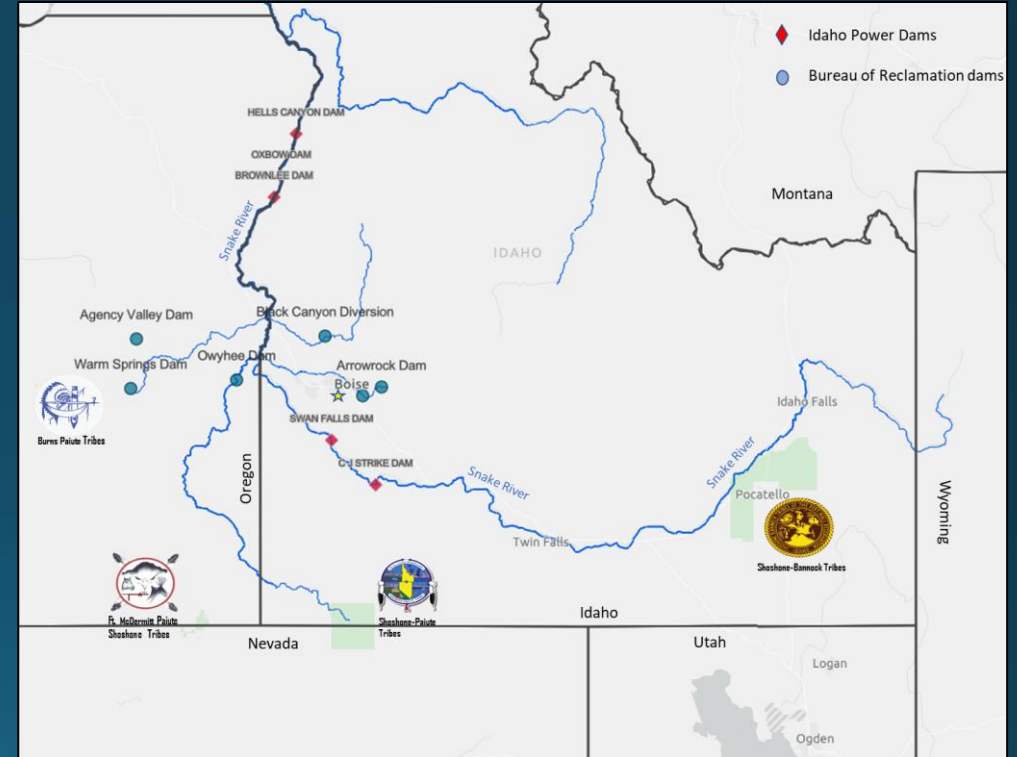 Idaho Power Dams
Bureau of Reclamation dams
HELLS CANYON DAM
OXBOW DAM
BROWNLEE DAM
Montana
Snake River
IDAHO
Agency Valley Dam
Black Canyon Diversion
Warm Springs Dam
Owyhee Dam
Arrowrock Dam
Boise
Burns Paiute Tribes
SWAN FALLS DAM
Idaho Falls
C-J STRIKE DAM
Oregon
Snake River
Snake River
Pocatello
Wyoming
Twin Falls
Shoshone-Bannock Tribes
Ft. McDermitt Paiute
Shoshone Tribes
Shoshone-Paiute
Tribes
Idaho
Nevada
Utah
Logan
Ogden